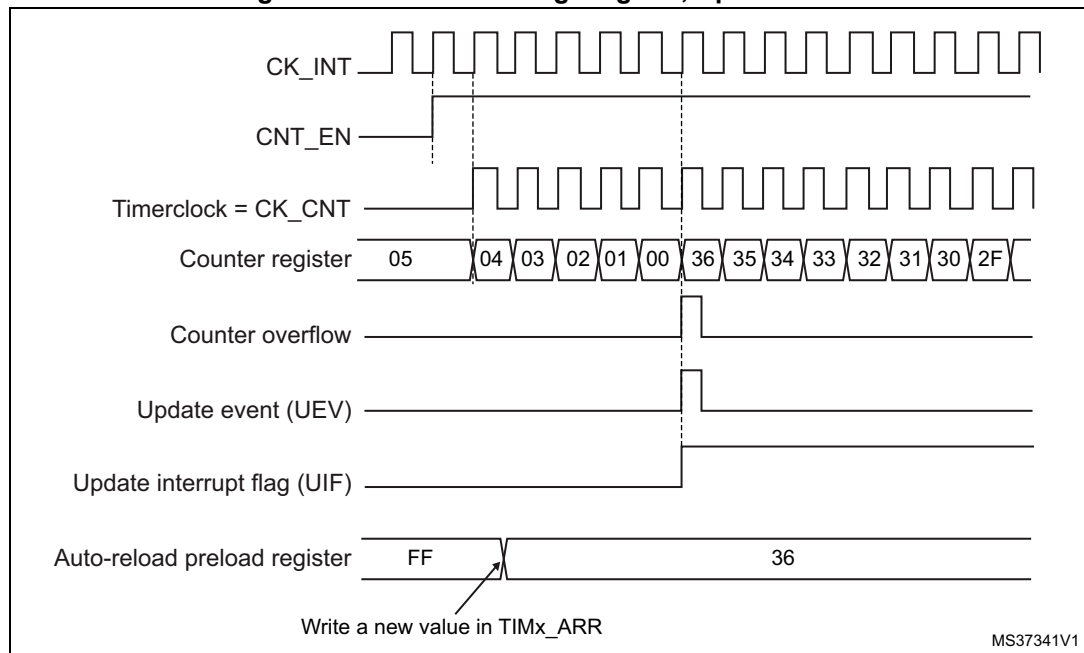 CK_INT
CNT_EN
Timerclock = CK_CNT
Counter register 05 04 03 02 01 00 36 35 34 33 32 31 30 2F
Counter overflow
Update event (UEV)
Update interrupt flag (UIF)
Auto-reload preload register FF 36
Write a new value in TIMx_ARR
MS37341V1